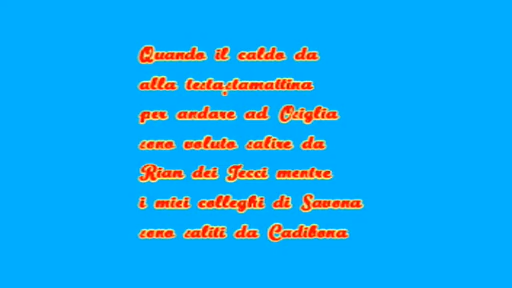 Quando il caldo da
alla testa,stamattina
per andare ad Osiglia
sono voluto salire da
Rian dei Tecci mentre
i miei colleghi di Savona
sono saliti da Cadibona